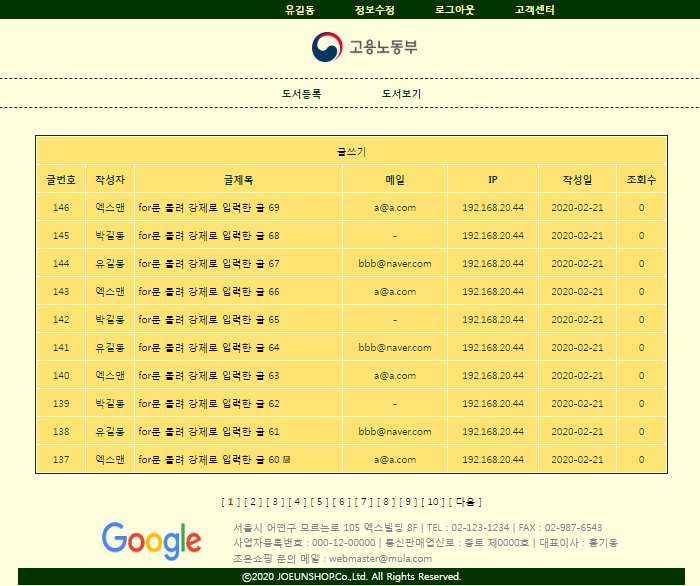 유길동 정보수정 로그아웃 고객센터
고용노동부
도서등록 도서보기
글쓰기
글번호 작성자 글제목 메일 IP 작성일 조회수
146 엑스맨 for문 돌려 강제로 입력한 글 69 a@a.com 192.168.20.44 2020-02-21 0
145 박길동 for문 돌려 강제로 입력한 글 68 - 192.168.20.44 2020-02-21 0
144 유길동 for문 돌려 강제로 입력한 글 67 bbb@naver.com 192.168.20.44 2020-02-21 0
143 엑스맨 for문 돌려 강제로 입력한 글 66 a@a.com 192.168.20.44 2020-02-21 0
142 박길동 for문 돌려 강제로 입력한 글 65 - 192.168.20.44 2020-02-21 0
141 유길동 for문 돌려 강제로 입력한 글 64 bbb@naver.com 192.168.20.44 2020-02-21 0
140 엑스맨 for문 돌려 강제로 입력한 글 63 a@a.com 192.168.20.44 2020-02-21 0
139 박길동 for문 돌려 강제로 입력한 글 62 - 192.168.20.44 2020-02-21 0
138 유길동 for문 돌려 강제로 입력한 글 61 bbb@naver.com 192.168.20.44 2020-02-21 0
137 엑스맨 for문 돌려 강제로 입력한 글 60 a@a.com 192.168.20.44 2020-02-21 0
[ 1 ] [ 2 ] [ 3 ] [ 4 ] [ 5 ] [ 6 ] [ 7 ] [ 8 ] [ 9 ] [ 10 ] [ 다음 ]
Google
서울시 어떤구 모르는로 105 엑스빌딩 8F | TEL : 02-123-1234 | FAX : 02-987-6543
사업자등록번호 : 000-12-00000 | 통신판매업신로 : 종로 제0000호 | 대표이사 : 홍기동
조은쇼핑 문의 메일 : webmaster@mula.com
©2020 JOEUNSHOP.Co.,Ltd. All Rights Reserved.